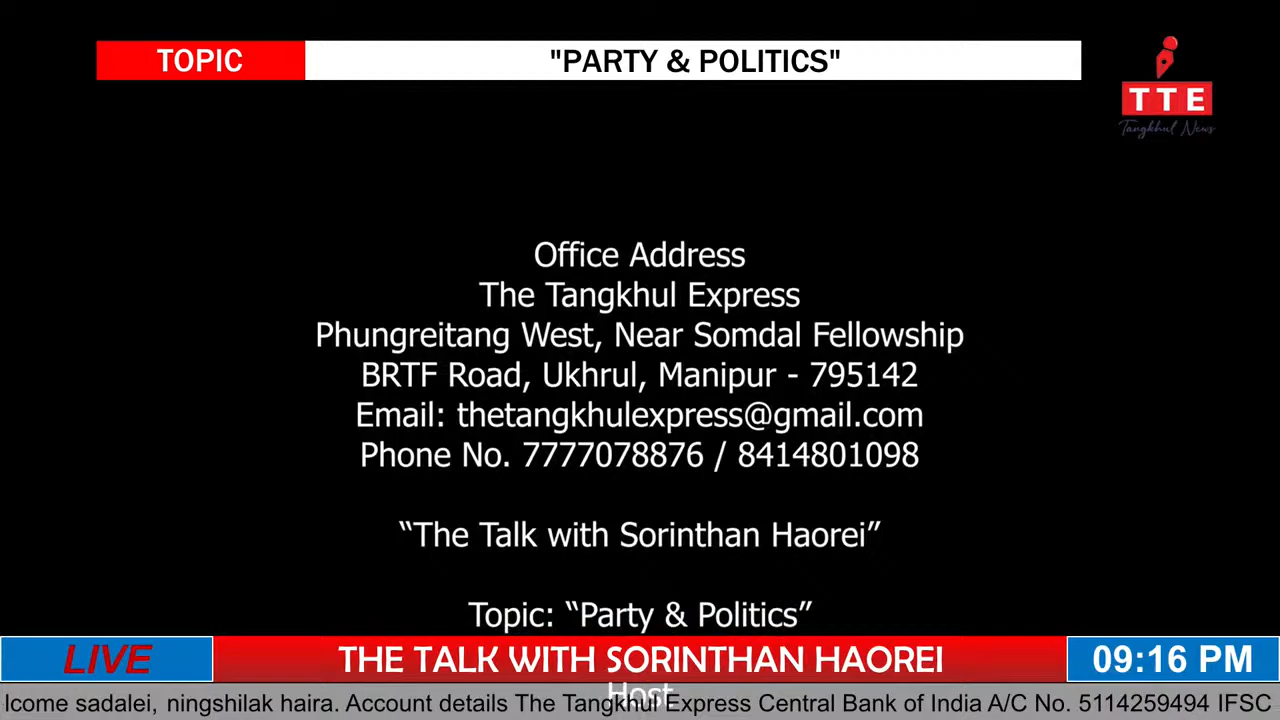 TOPIC
"PARTY & POLITICS"
TTE
Tangkhul News
Office Address
The Tangkhul Express
Phungreitang West, Near Somdal Fellowship
BRTF Road, Ukhrul, Manipur - 795142
Email: thetangkhulexpress@gmail.com
Phone No. 7777078876 / 8414801098
“The Talk with Sorinthan Haorei”
Topic: “Party & Politics”
LIVE
THE TALK WITH SORINTHAN HAOREI
09:16 PM
Host
lcome sadalei, ningshilak haira. Account details The Tangkhul Express Central Bank of India A/C No. 5114259494 IFSC